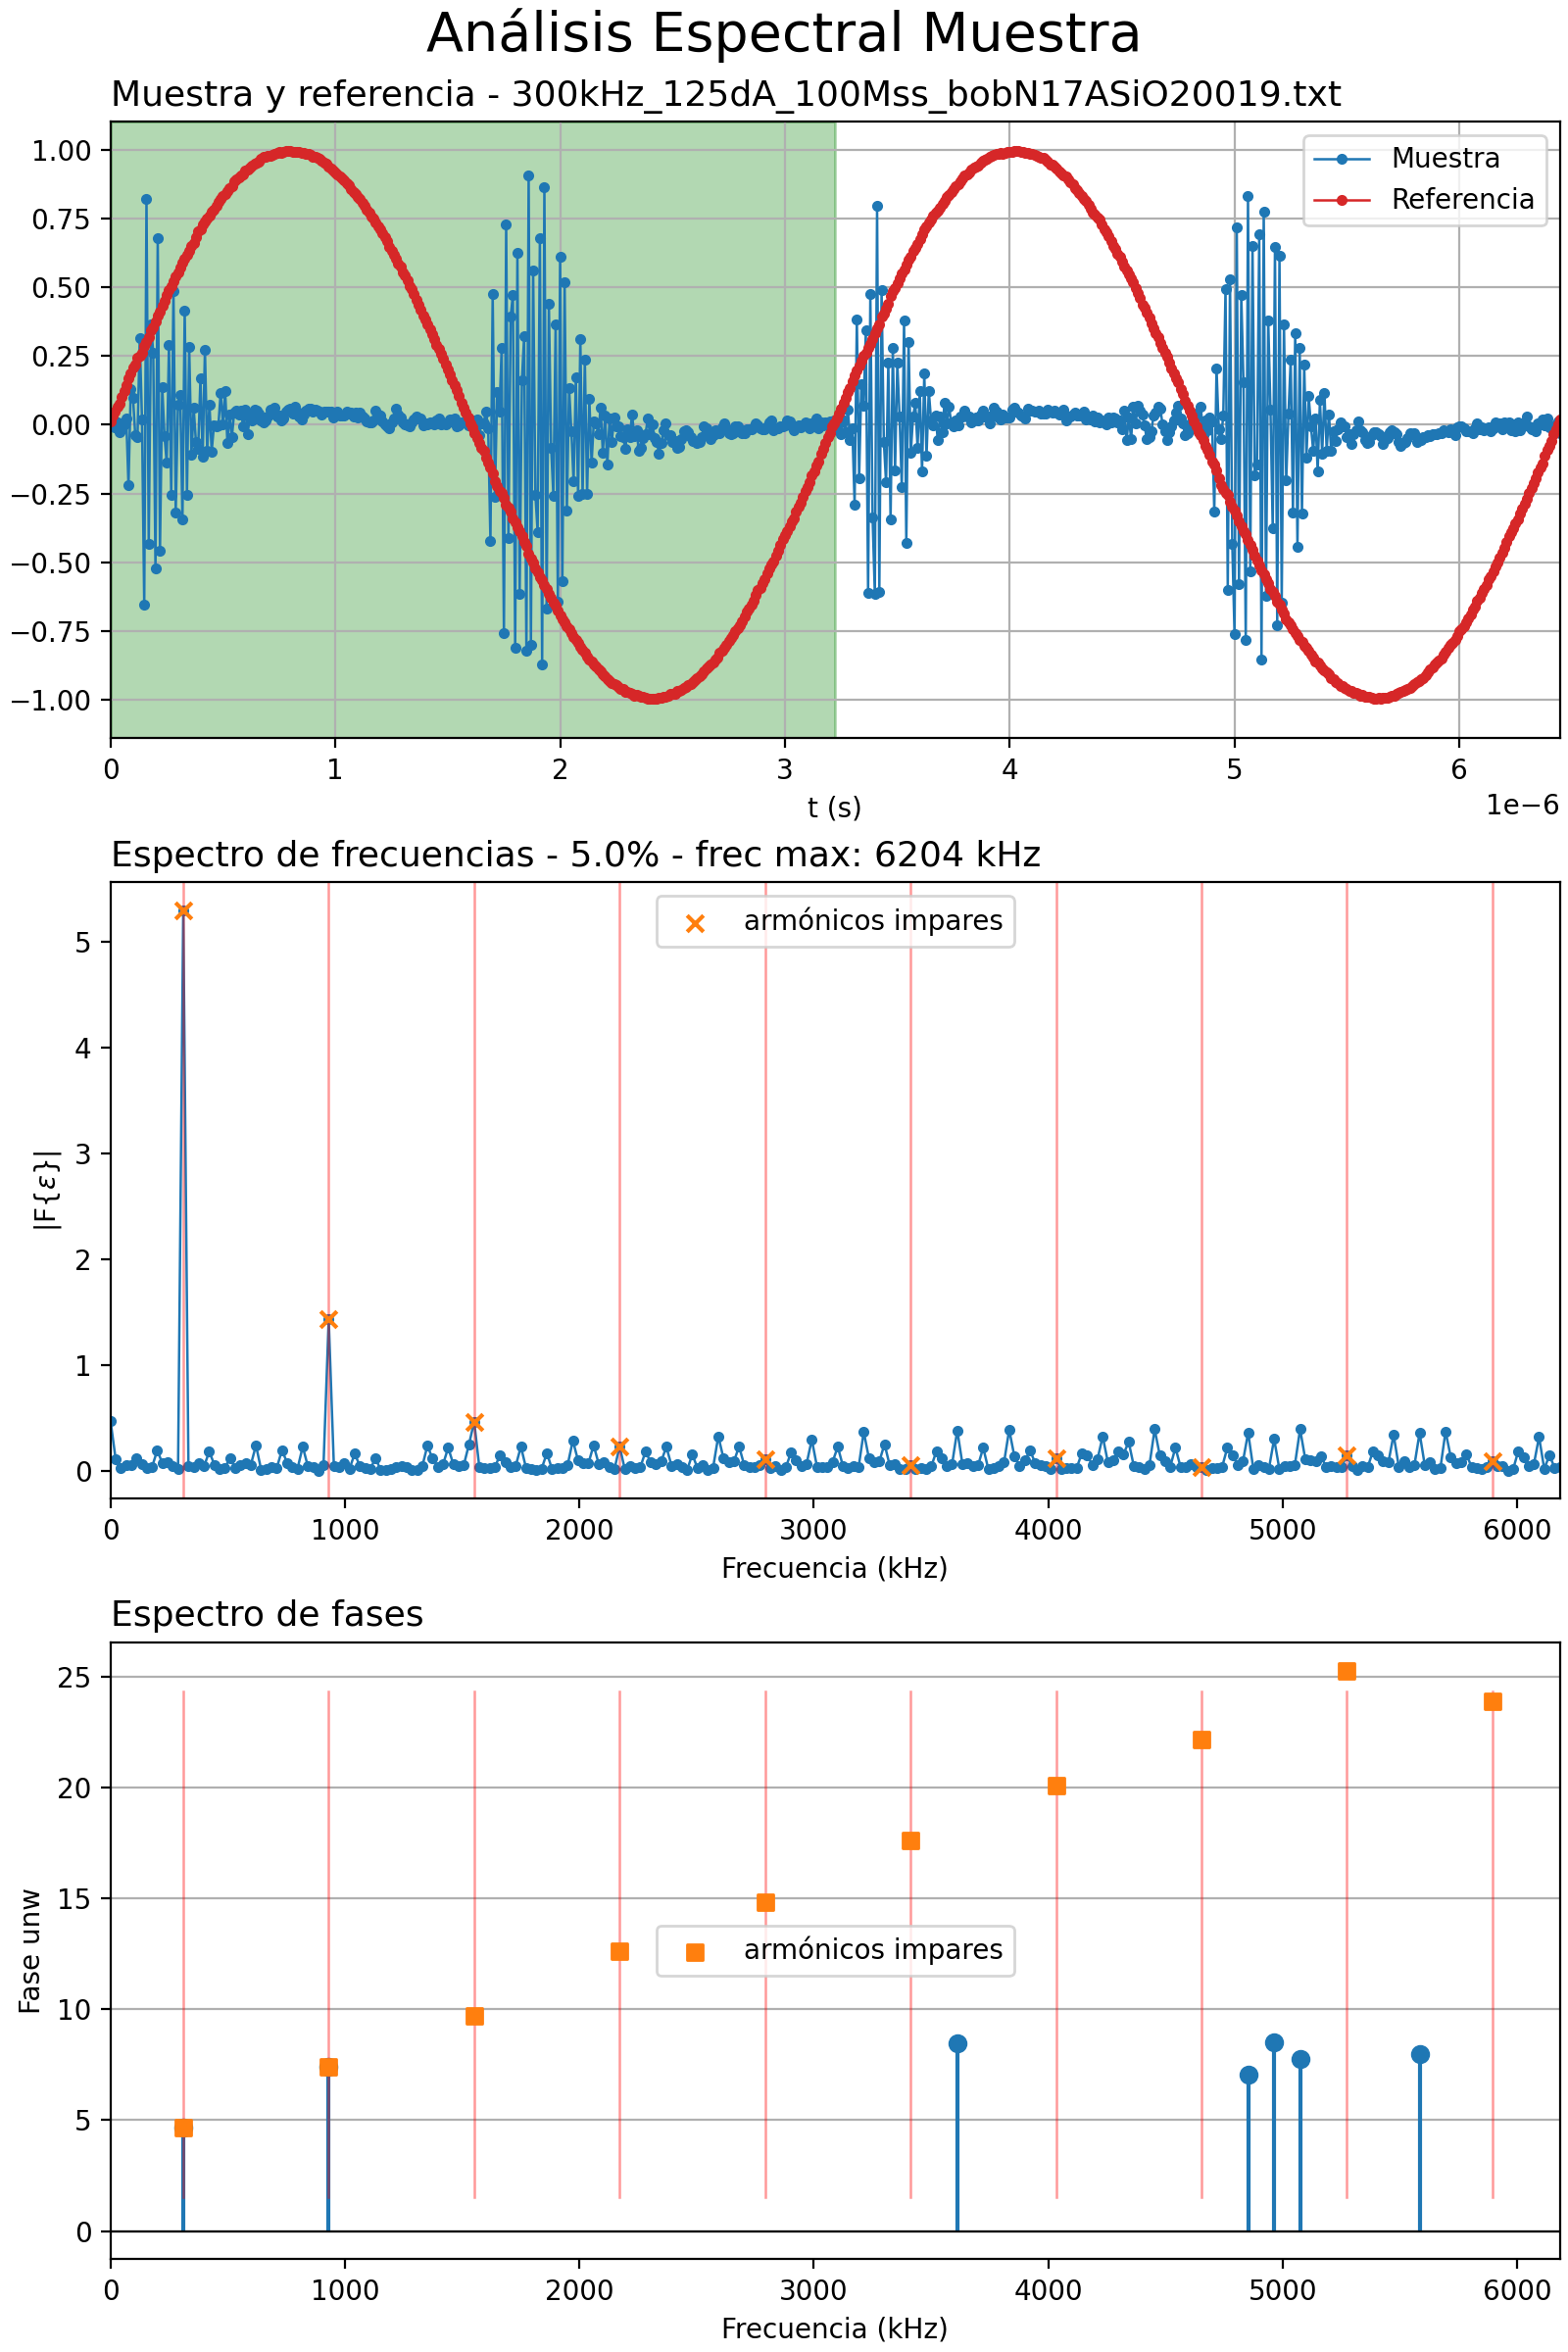 Análisis Espectral Muestra
Muestra y referencia - 300kHz_125dA_100Mss_bobN17ASiO20019.txt
1.00
0.75
0.50
0.25
0.00
−0.25
−0.50
−0.75
−1.00
Muestra
Referencia
0 1 2 3 4 5 6
t (s)
1e−6
Espectro de frecuencias - 5.0% - frec max: 6204 kHz
armónicos impares
|F{ε}|
5
4
3
2
1
0
0 1000 2000 3000 4000 5000 6000
Frecuencia (kHz)
Espectro de fases
Fase unw
25
20
15
10
5
0
armónicos impares
0 1000 2000 3000 4000 5000 6000
Frecuencia (kHz)